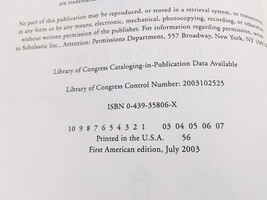 are trademarks
No part of this publication may be reproduced, or stored in a retrieval system, or transmitted
in any form or by any means, electronic, mechanical, photocopying, recording, or otherwise,
without written permission of the publisher. For information regarding permission, write
to Scholastic Inc., Attention: Permissions Department, 557 Broadway, New York, NY 10012
Library of Congress Cataloging-in-Publication Data Available
Library of Congress Control Number: 2003102525
ISBN 0-439-35806-X
10 9 8 7 6 5 4 3 2 1 03 04 05 06 07
Printed in the U.S.A. 56
First American edition, July 2003